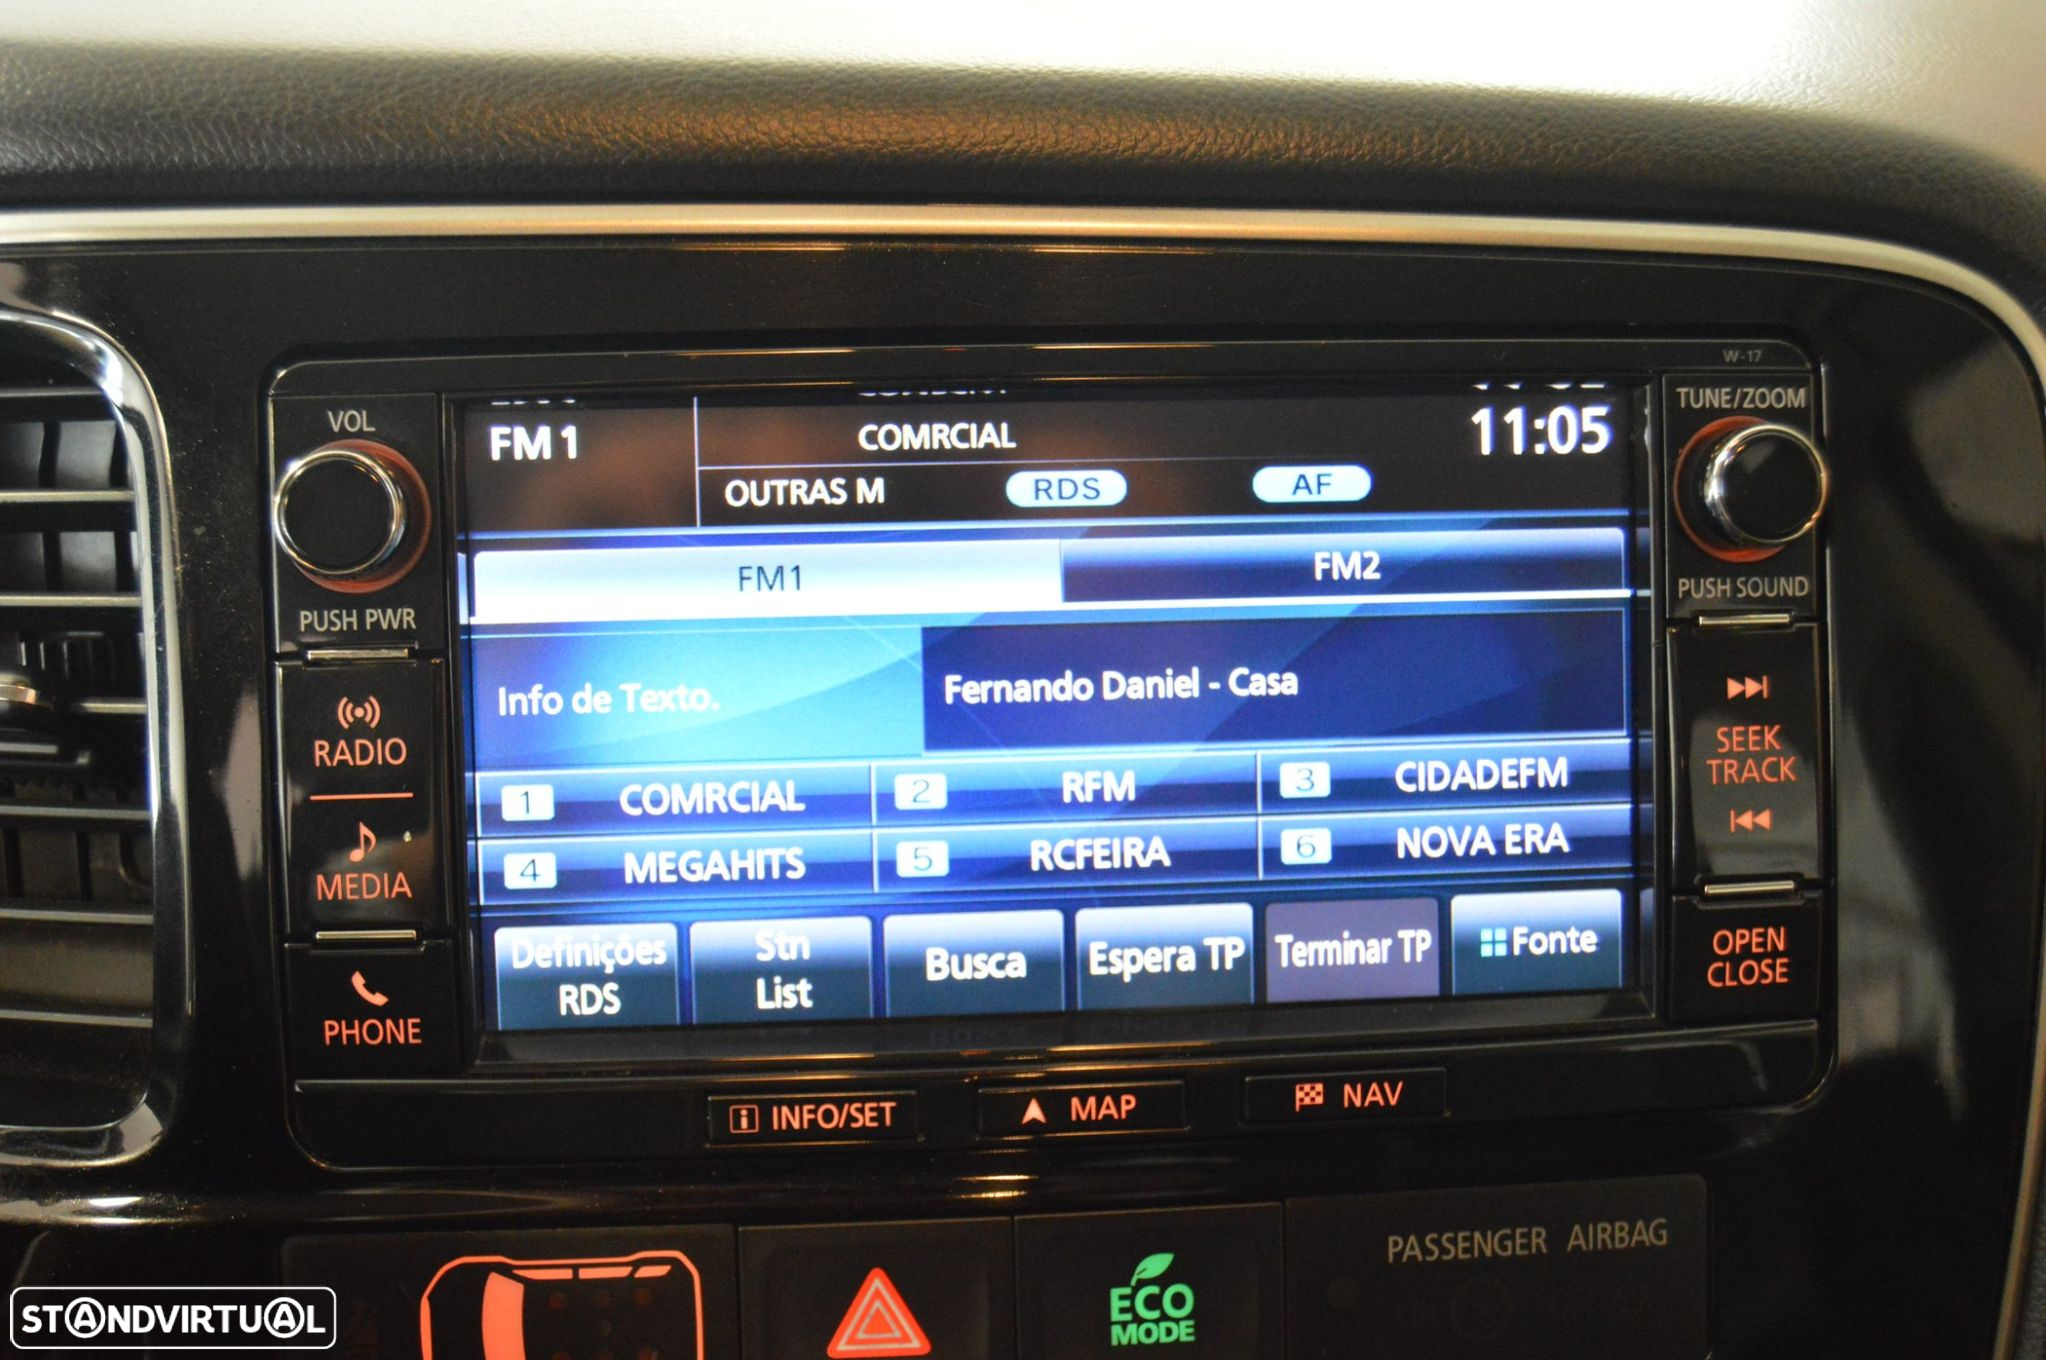 W-17
VOL
TUNE/ZOOM
FM 1
COMRCIAL
11:05
OUTRAS M
RDS
AF
FM1
FM2
PUSH PWR
PUSH SOUND
Info de Texto.
Fernando Daniel - Casa
RADIO
SEEK
TRACK
1 COMRCIAL
2 RFM
3 CIDADEFM
MEDIA
4 MEGAHITS
5 RCFEIRA
6 NOVA ERA
Definições
RDS
Stn
List
Busca
Espera TP
Terminar TP
Fonte
OPEN
CLOSE
PHONE
i INFO/SET
MAP
NAV
PASSENGER AIRBAG
ECO
MODE
STANDVIRTUAL